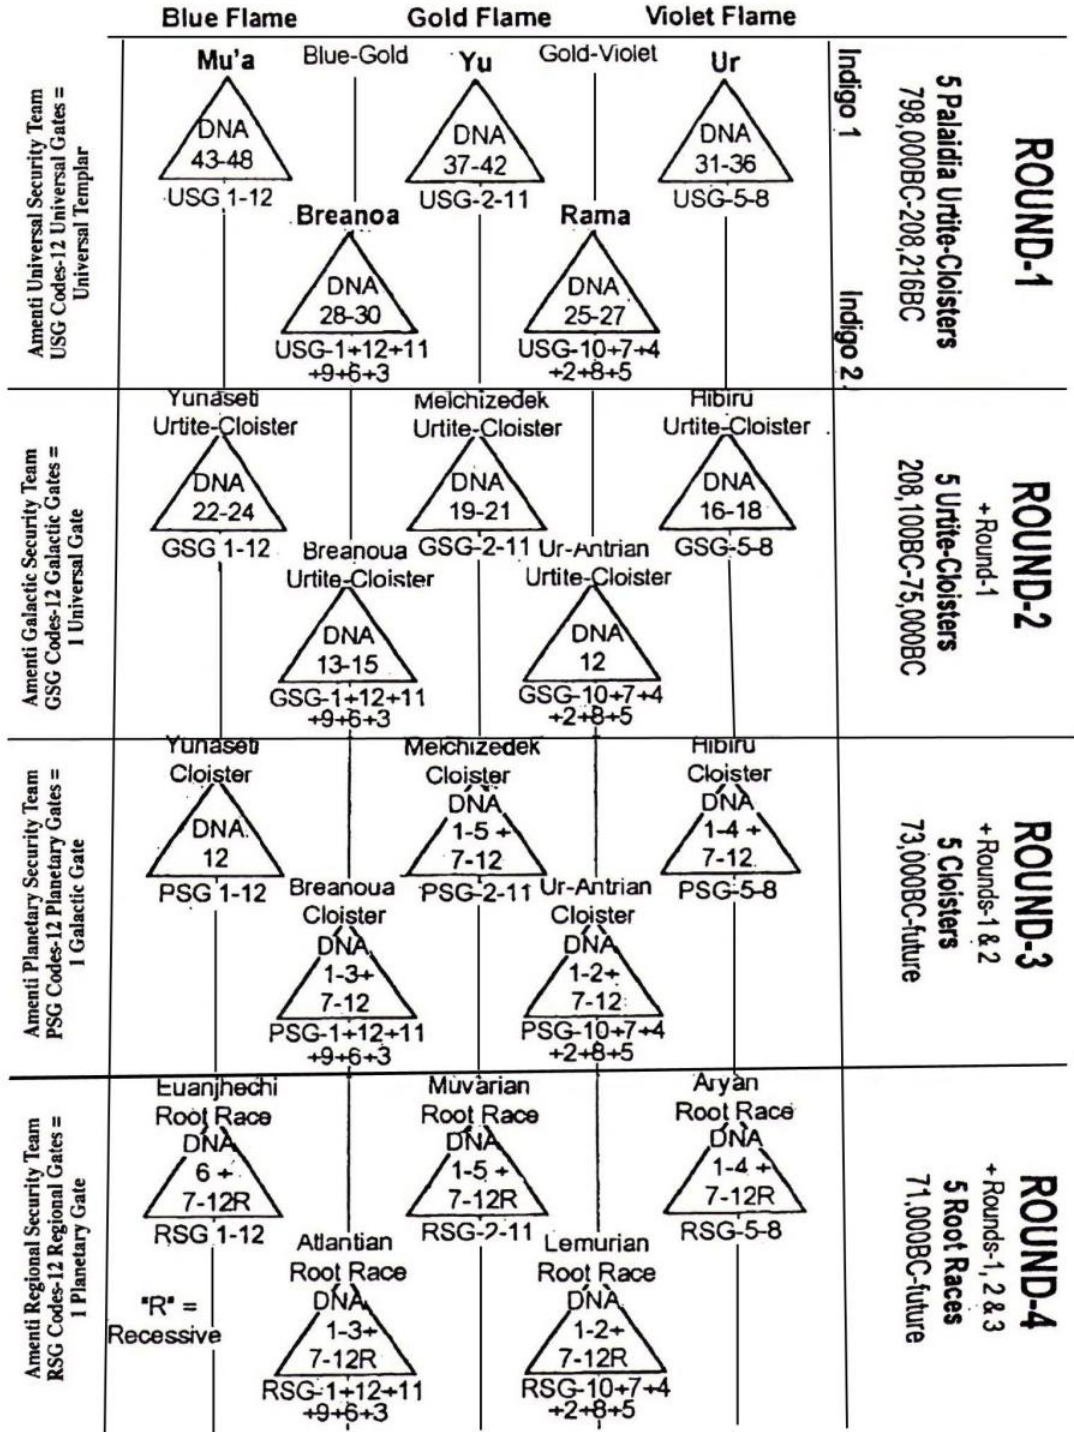 Blue Flame Gold Flame Violet Flame
Amenti Universal Security Team
USG Codes-12 Universal Gates =
Universal Templar
Mu'a Blue-Gold Yu Gold-Violet Ur
DNA
43-48
USG 1-12
DNA
37-42
USG-2-11
DNA
31-36
USG-5-8
Breanoa
DNA
28-30
USG-1+12+11
+9+6+3
Rama
DNA
25-27
USG-10+7+4
+2+8+5
Indigo 1
Indigo 2
ROUND-1
5 Palaidia Urtite-Cloisters
798,000BC-208,216BC
Amenti Galactic Security Team
GSG Codes-12 Galactic Gates =
1 Universal Gate
Yunaseti
Urtite-Cloister
DNA
22-24
GSG 1-12
Melchizedek
Urtite-Cloister
DNA
19-21
GSG-2-11
Hibiru
Urtite-Cloister
DNA
16-18
GSG-5-8
Breanoua
Urtite-Cloister
DNA
13-15
GSG-1+12+11
+9+6+3
Ur-Antrian
Urtite-Cloister
DNA
12
GSG-10+7+4
+2+8+5
ROUND-2
+Round-1
5 Urtite-Cloisters
208,100BC-75,000BC
Amenti Planetary Security Team
PSG Codes-12 Planetary Gates =
1 Galactic Gate
Yunaseti
Cloister
DNA
12
PSG 1-12
Melchizedek
Cloister
DNA
1-5 +
7-12
PSG-2-11
Hibiru
Cloister
DNA
1-4 +
7-12
PSG-5-8
Breanoua
Cloister
DNA
1-3+
7-12
PSG-1+12+11
+9+6+3
Ur-Antrian
Cloister
DNA
1-2+
7-12
PSG-10+7+4
+2+8+5
ROUND-3
+Rounds-1 & 2
5 Cloisters
73,000BC-future
Amenti Regional Security Team
RSG Codes-12 Regional Gates =
1 Planetary Gate
Euanjhechi
Root Race
DNA
6 +
7-12R
RSG 1-12
Muvarian
Root Race
DNA
1-5 +
7-12R
RSG-2-11
Aryan
Root Race
DNA
1-4 +
7-12R
RSG-5-8
Atlantian
Root Race
DNA
1-3+
7-12R
RSG-1+12+11
+9+6+3
Lemurian
Root Race
DNA
1-2+
7-12R
RSG-10+7+4
+2+8+5
"R" =
Recessive
ROUND-4
+Rounds-1, 2 & 3
5 Root Races
71,000BC-future